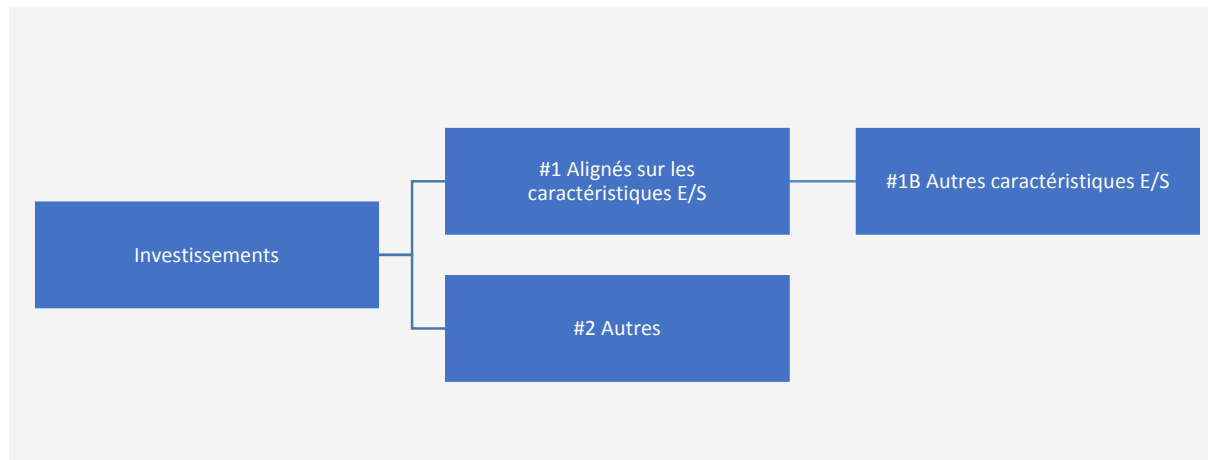 Investissements
#1 Alignés sur les
caractéristiques E/S
#1B Autres caractéristiques E/S
#2 Autres